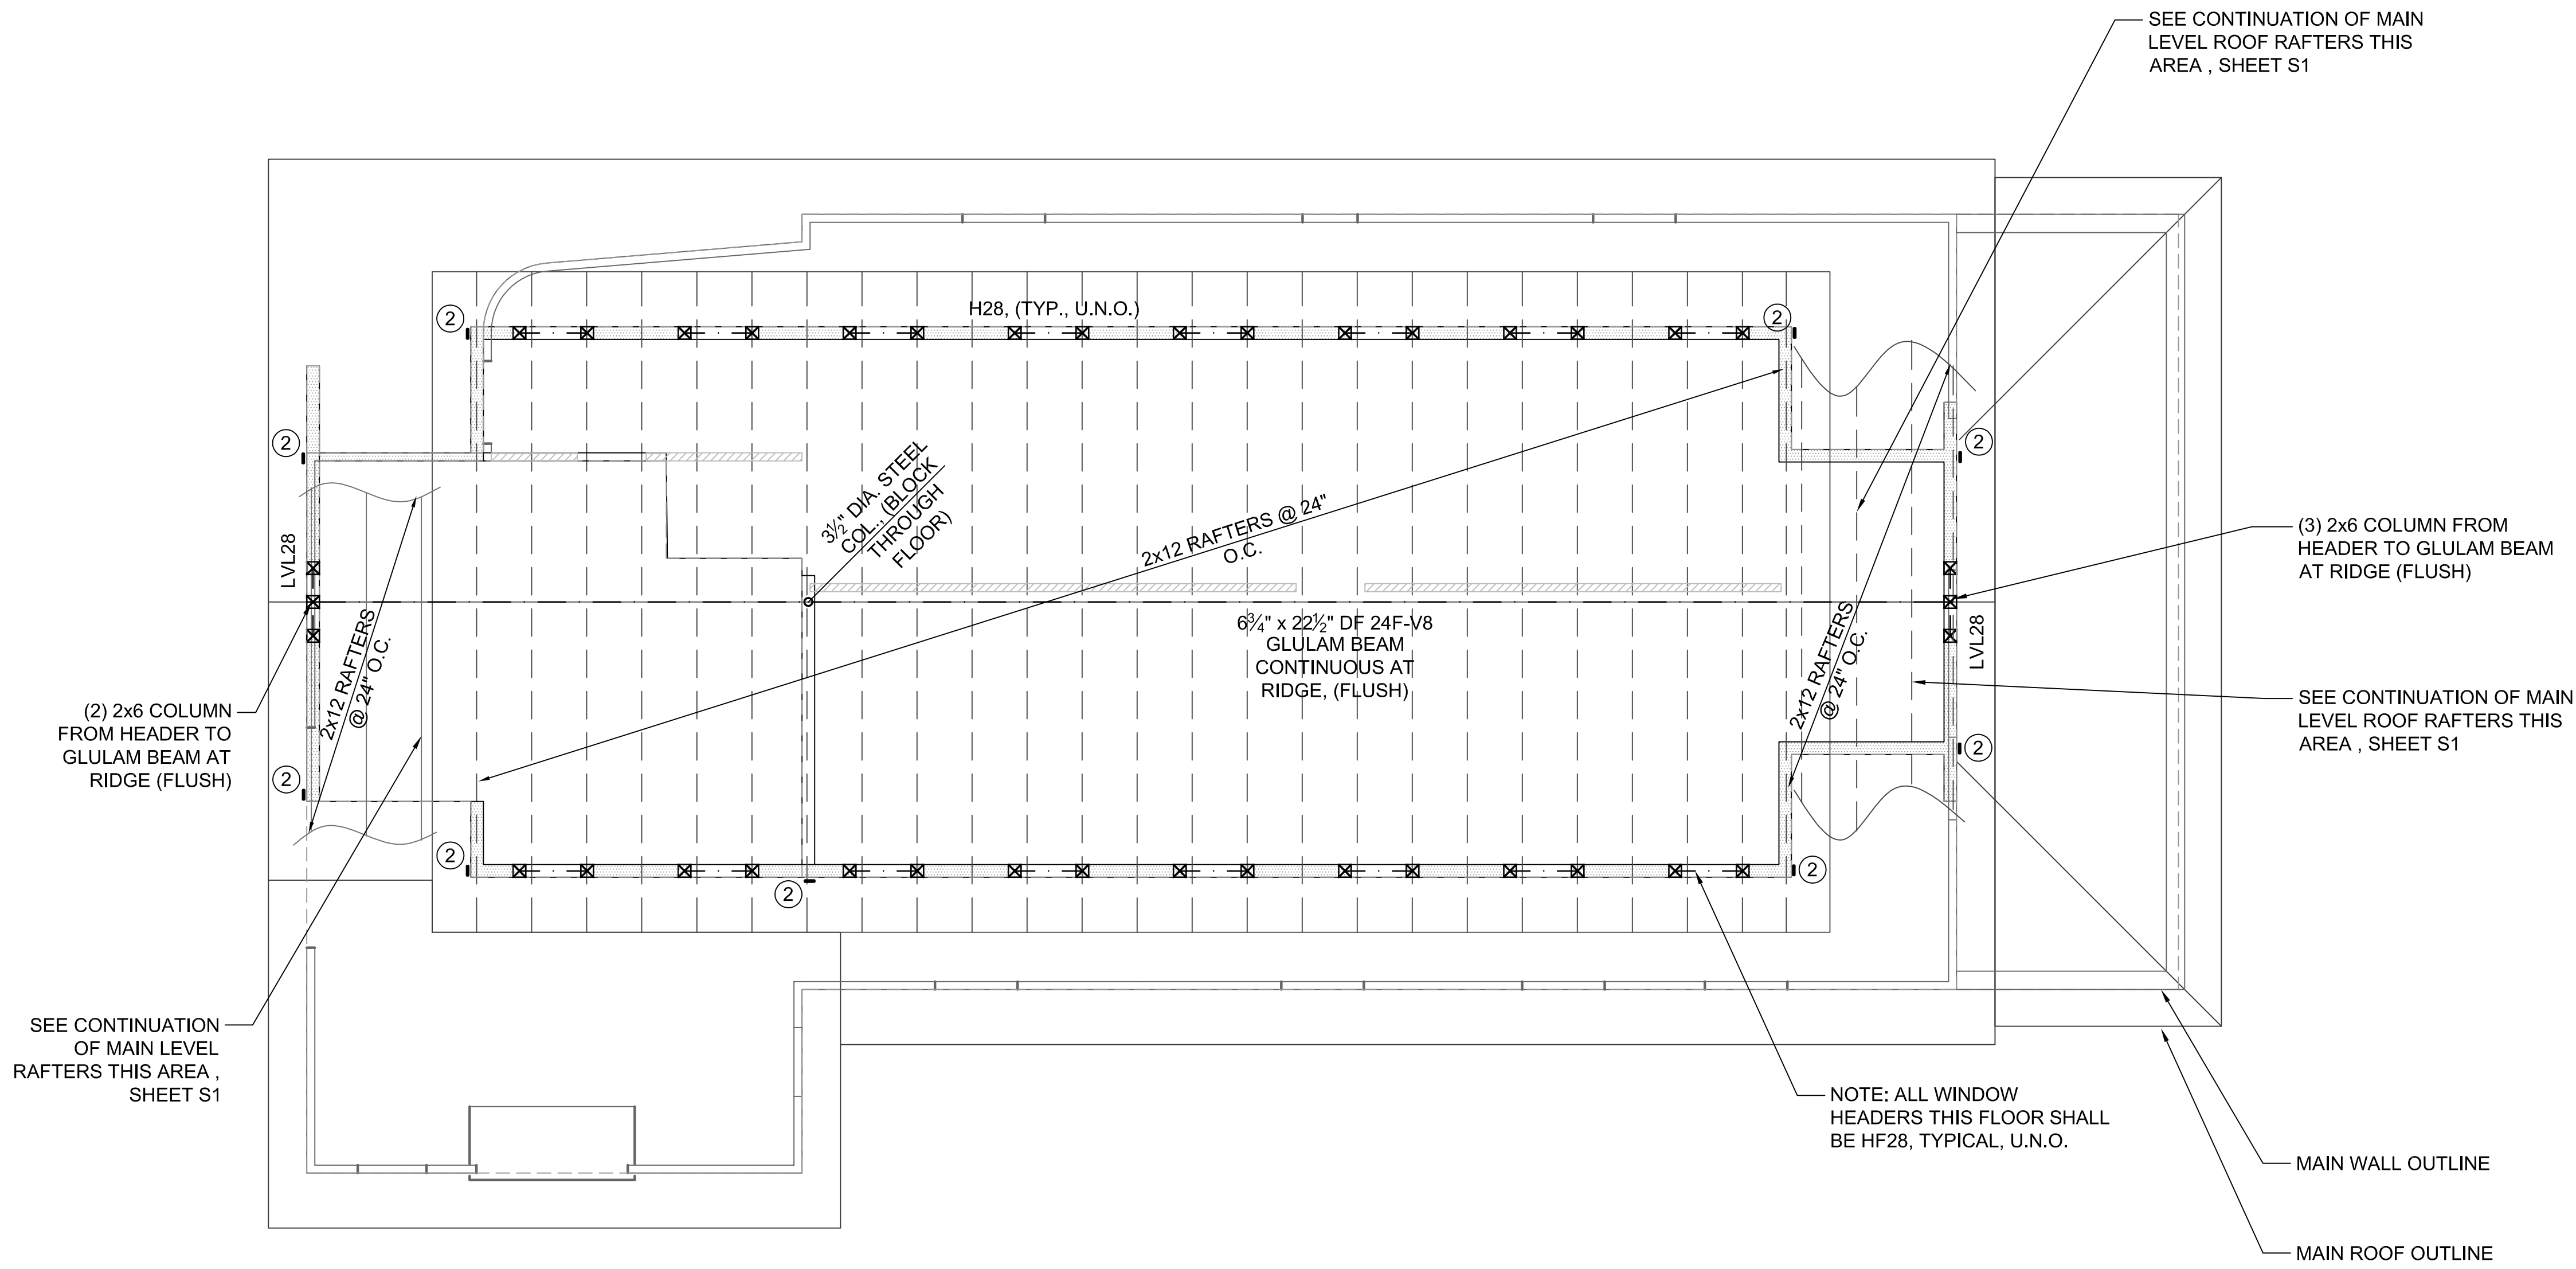 SEE CONTINUATION OF MAIN
LEVEL ROOF RAFTERS THIS
AREA , SHEET S1
H28, (TYP., U.N.O.)
2
2
2
2
3½" DIA. STEEL
COL., (BLOCK
THROUGH
FLOOR)
2x12 RAFTERS @ 24"
O.C.
(3) 2x6 COLUMN FROM
HEADER TO GLULAM BEAM
AT RIDGE (FLUSH)
LVL28
6¾" x 22½" DF 24F-V8
GLULAM BEAM
CONTINUOUS AT
RIDGE, (FLUSH)
LVL28
2x12 RAFTERS
@ 24" O.C.
2x12 RAFTERS
@ 24" O.C.
(2) 2x6 COLUMN
FROM HEADER TO
GLULAM BEAM AT
RIDGE (FLUSH)
SEE CONTINUATION OF MAIN
LEVEL ROOF RAFTERS THIS
AREA , SHEET S1
2
2
2
2
2
SEE CONTINUATION
OF MAIN LEVEL
RAFTERS THIS AREA ,
SHEET S1
NOTE: ALL WINDOW
HEADERS THIS FLOOR SHALL
BE HF28, TYPICAL, U.N.O.
MAIN WALL OUTLINE
MAIN ROOF OUTLINE